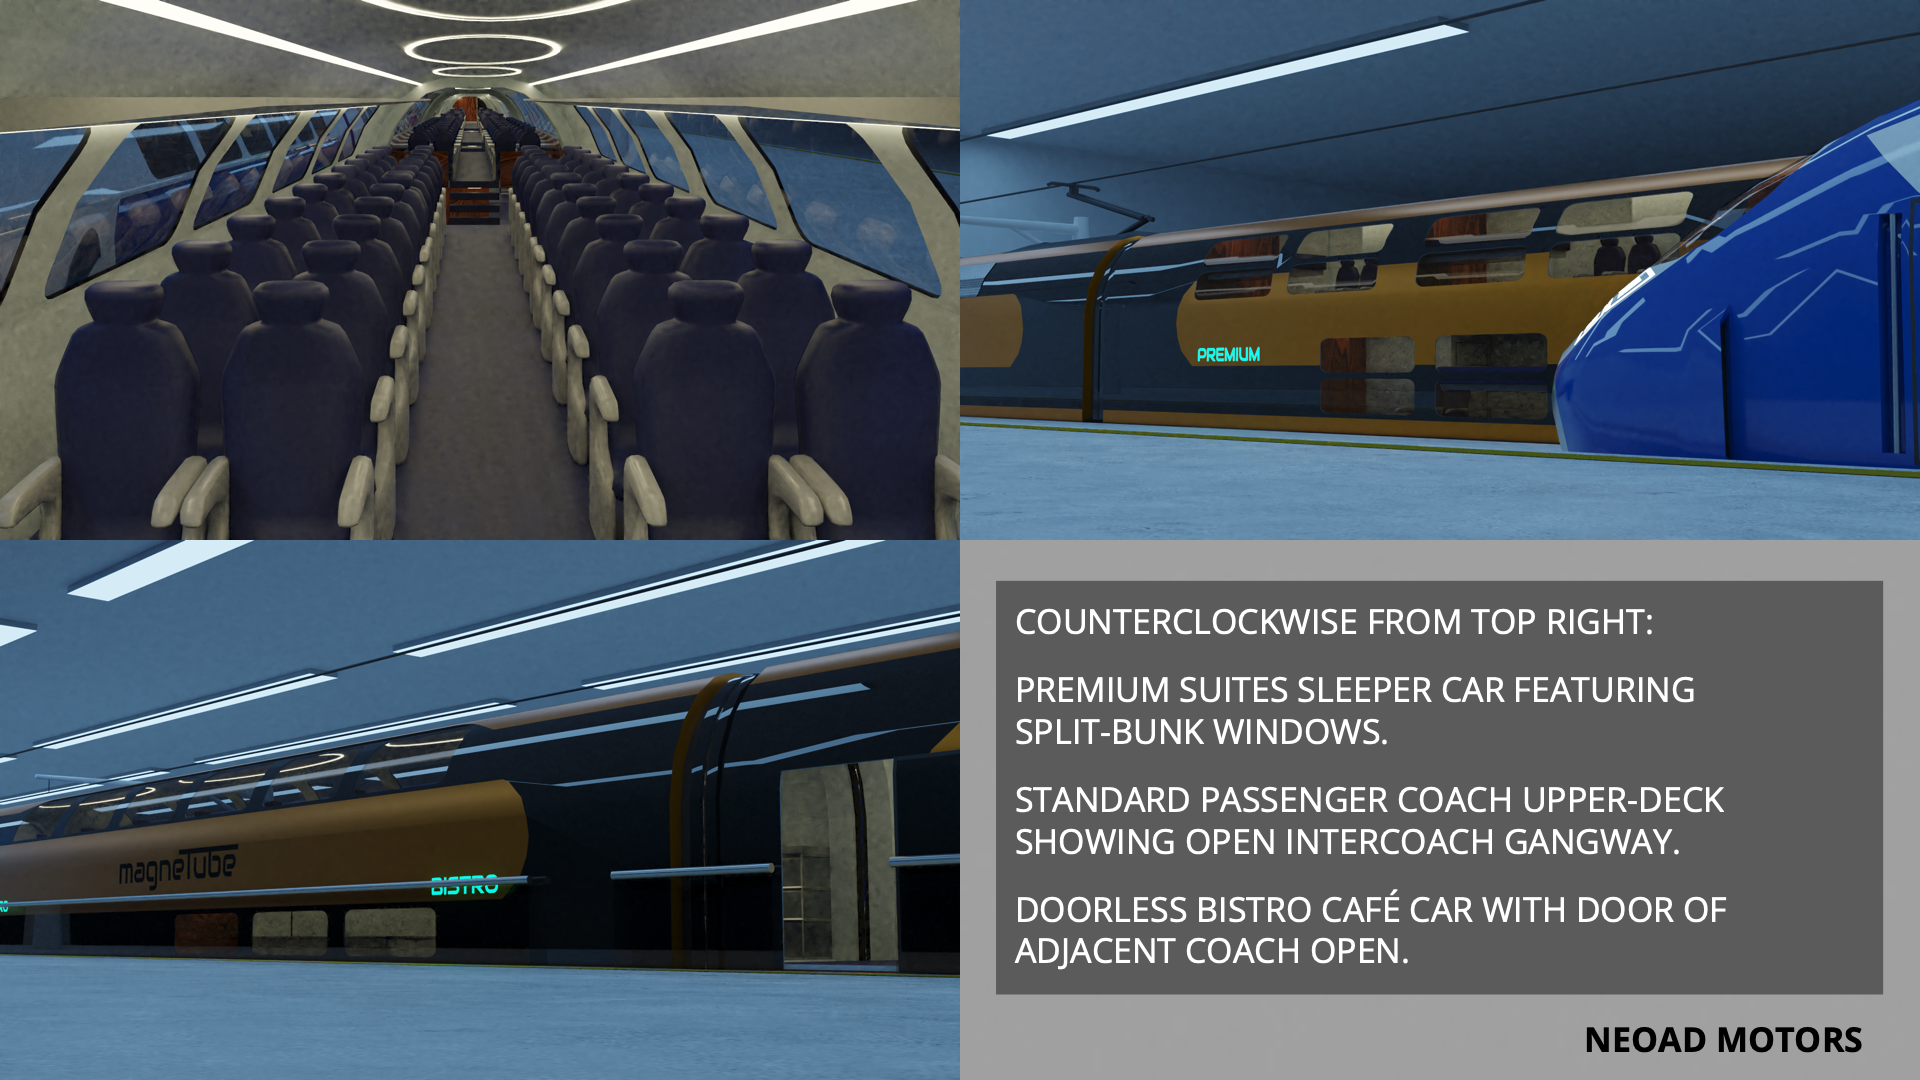 PREMIUM
magneTube
BISTRO
COUNTERCLOCKWISE FROM TOP RIGHT:
PREMIUM SUITES SLEEPER CAR FEATURING
SPLIT-BUNK WINDOWS.
STANDARD PASSENGER COACH UPPER-DECK
SHOWING OPEN INTERCOACH GANGWAY.
DOORLESS BISTRO CAFÉ CAR WITH DOOR OF
ADJACENT COACH OPEN.
NEOAD MOTORS